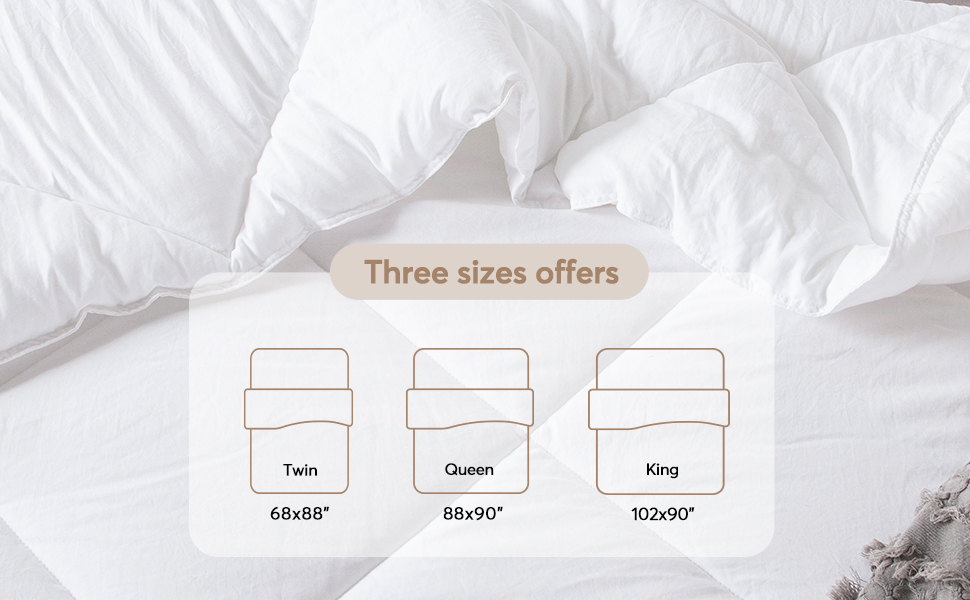 Three sizes offers
Twin
Queen
King
68x88"
88x90"
102x90"